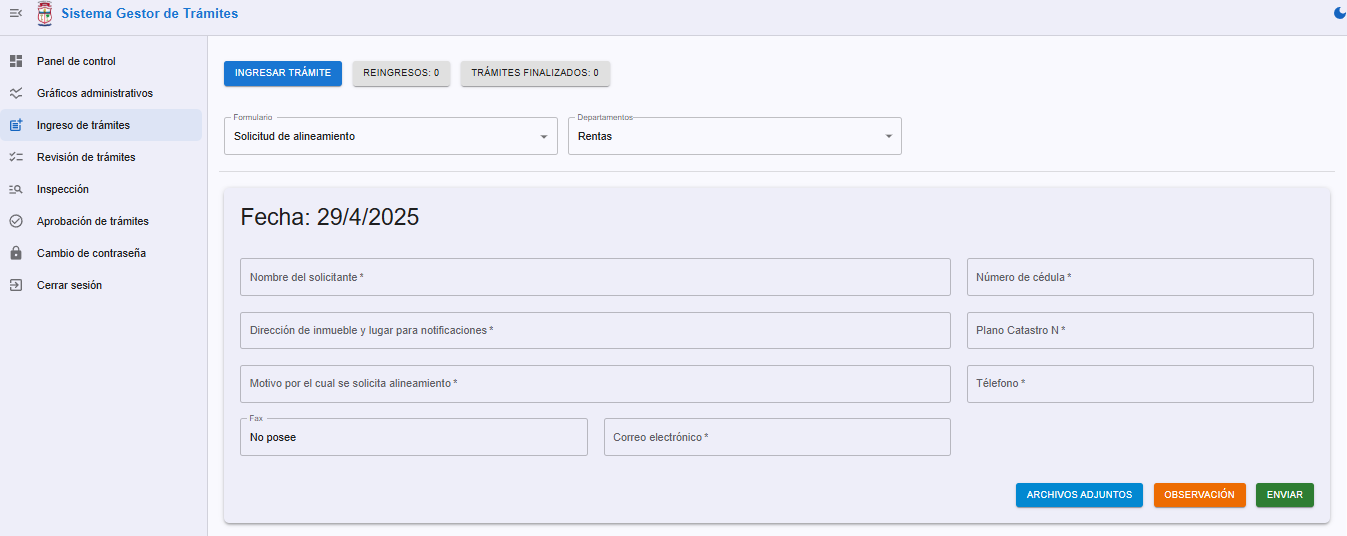 Sistema Gestor de Trámites
Panel de control
Gráficos administrativos
Ingreso de trámites
Revisión de trámites
Inspección
Aprobación de trámites
Cambio de contraseña
Cerrar sesión
INGRESAR TRÁMITE
REINGRESOS: 0
TRÁMITES FINALIZADOS: 0
Formulario
Solicitud de alineamiento
Departamentos
Rentas
Fecha: 29/4/2025
Nombre del solicitante *
Número de cédula *
Dirección de inmueble y lugar para notificaciones *
Plano Catastro N *
Motivo por el cual se solicita alineamiento *
Télefono *
Fax
No posee
Correo electrónico *
ARCHIVOS ADJUNTOS
OBSERVACIÓN
ENVIAR